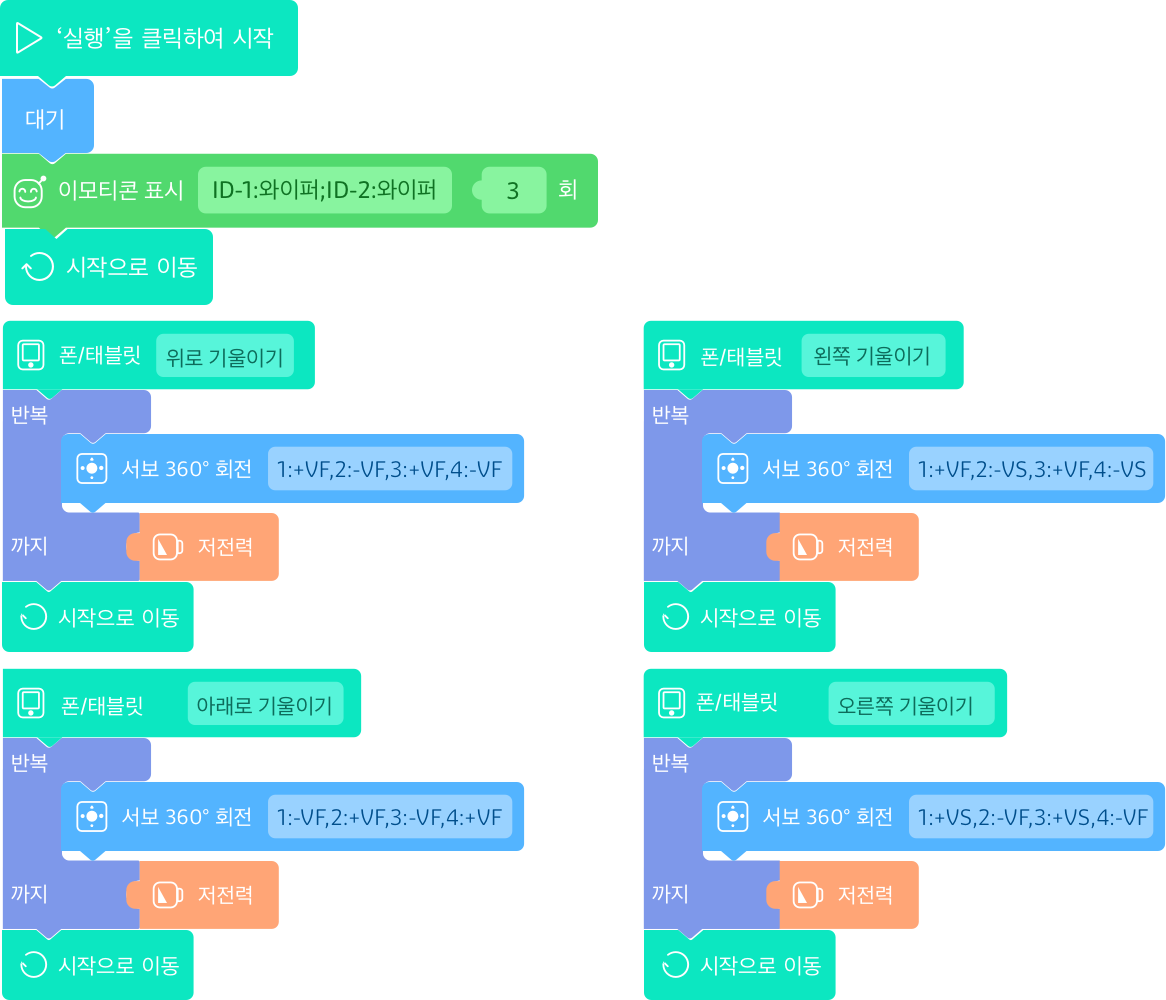 ‘실행’을 클릭하여 시작
대기
이모티콘 표시 ID-1:와이퍼;ID-2:와이퍼 3 회
시작으로 이동
폰/태블릿 위로 기울이기
반복
서보 360° 회전 1:+VF,2:-VF,3:+VF,4:-VF
까지 저전력
시작으로 이동
폰/태블릿 왼쪽 기울이기
반복
서보 360° 회전 1:+VF,2:-VS,3:+VF,4:-VS
까지 저전력
시작으로 이동
폰/태블릿 아래로 기울이기
반복
서보 360° 회전 1:-VF,2:+VF,3:-VF,4:+VF
까지 저전력
시작으로 이동
폰/태블릿 오른쪽 기울이기
반복
서보 360° 회전 1:+VS,2:-VF,3:+VS,4:-VF
까지 저전력
시작으로 이동